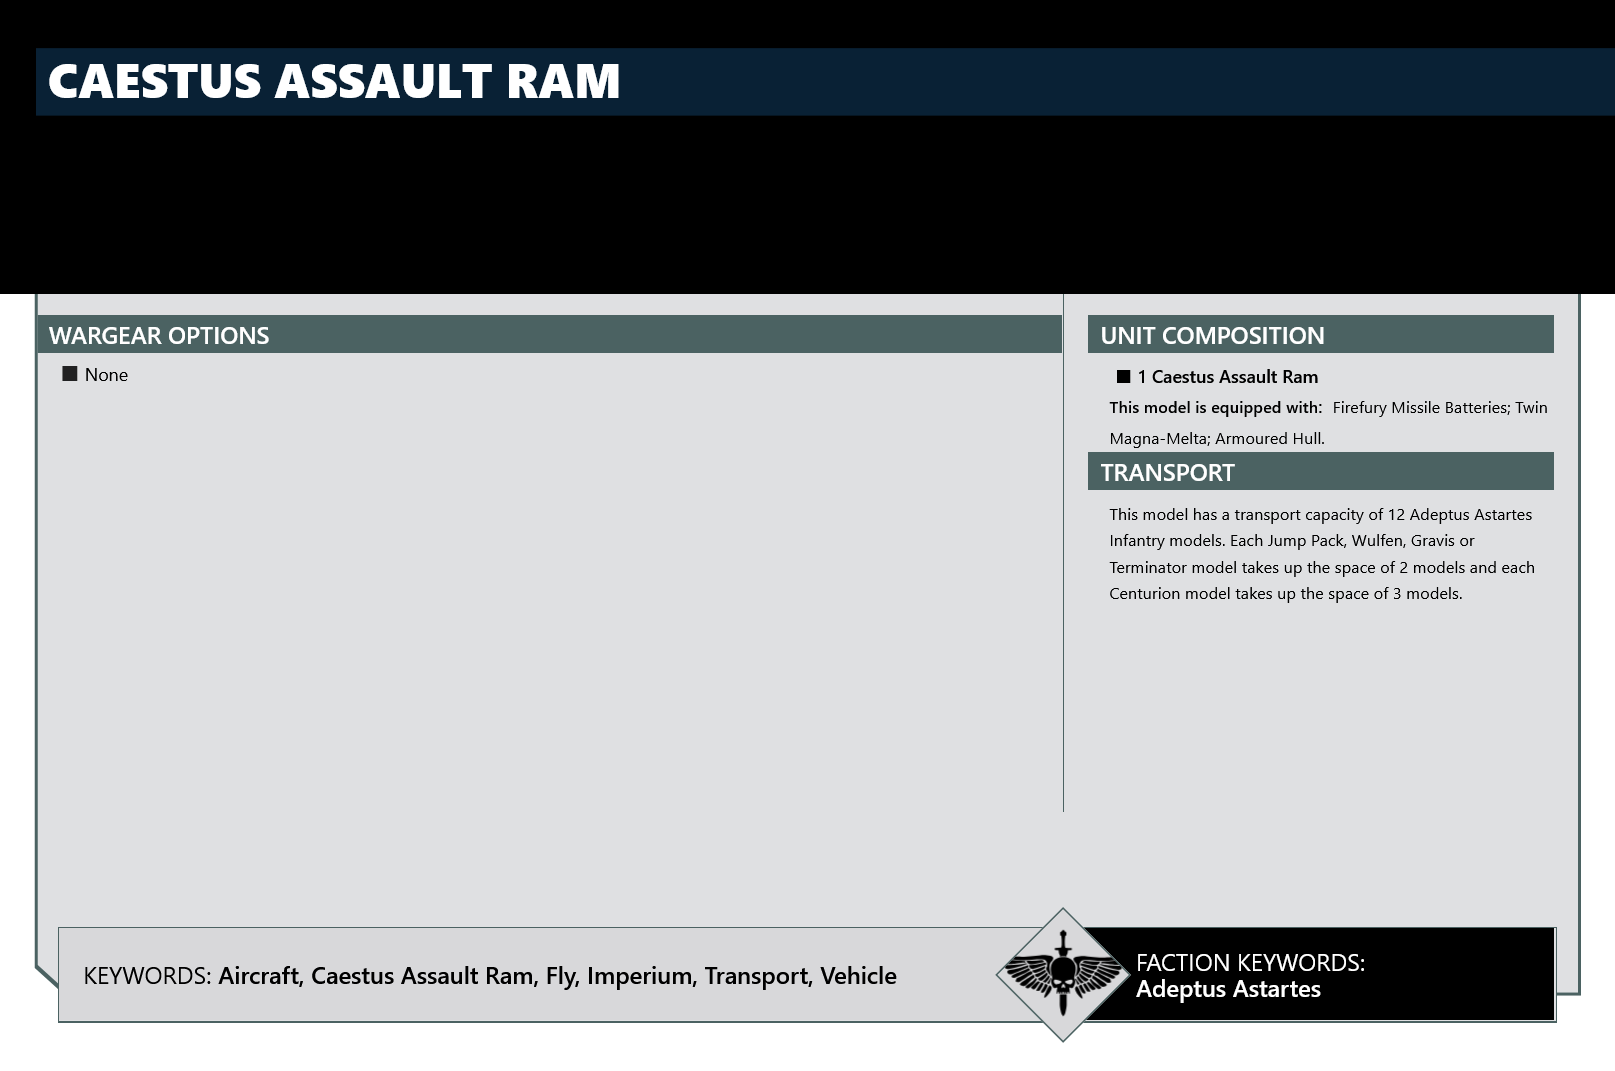 CAESTUS ASSAULT RAM
WARGEAR OPTIONS
■ None
UNIT COMPOSITION
■ 1 Caestus Assault Ram
This model is equipped with: Firefury Missile Batteries; Twin
Magna-Melta; Armoured Hull.
TRANSPORT
This model has a transport capacity of 12 Adeptus Astartes
Infantry models. Each Jump Pack, Wulfen, Gravis or
Terminator model takes up the space of 2 models and each
Centurion model takes up the space of 3 models.
KEYWORDS: Aircraft, Caestus Assault Ram, Fly, Imperium, Transport, Vehicle
FACTION KEYWORDS:
Adeptus Astartes